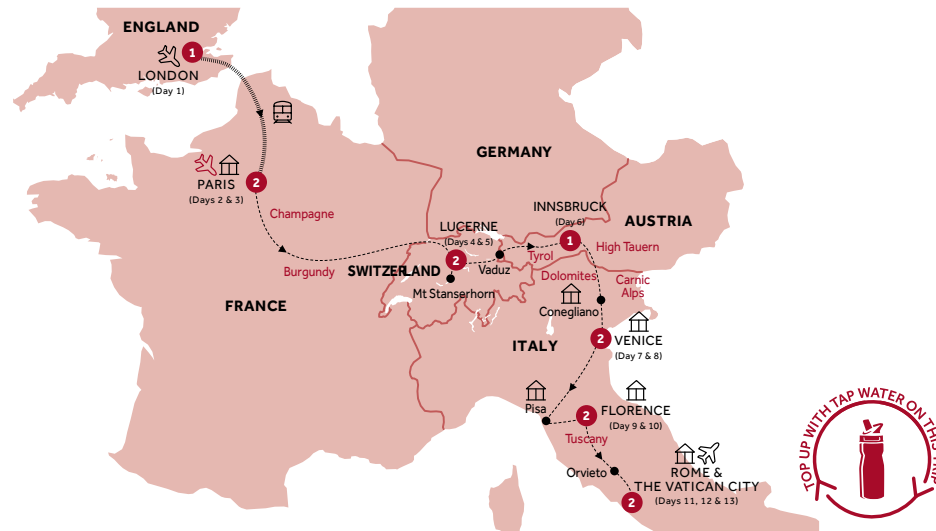 ENGLAND
1
LONDON
(Day 1)
GERMANY
PARIS
2
(Days 2 & 3)
Champagne
INNSBRUCK
(Day 6)
1
AUSTRIA
LUCERNE
(Days 4 & 5)
2
High Tauern
Tyrol
Burgundy
SWITZERLAND
Vaduz
Dolomites
Carnic
Alps
Mt Stanserhorn
Conegliano
FRANCE
ITALY
2
VENICE
(Day 7 & 8)
Pisa
2
FLORENCE
(Day 9 & 10)
Tuscany
Orvieto
ROME &
THE VATICAN CITY
(Days 11, 12 & 13)
2
TOP UP WITH TAP WATER ON THIS TRIP